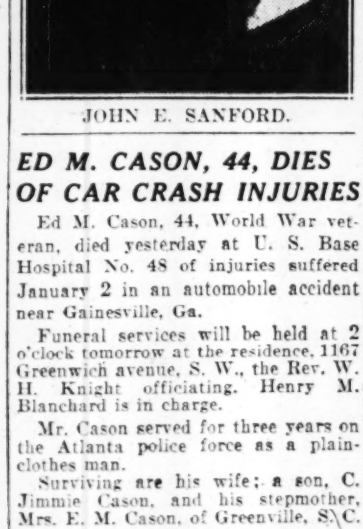 JOHN E. SANFORD.
ED M. CASON, 44, DIES
OF CAR CRASH INJURIES
Ed M. Cason, 44, World War vet-
eran, died yesterday at U. S. Base
Hospital No. 48 of injuries suffered
January 2 in an automobile accident
near Gainesville, Ga.
Funeral services will be held at 2
o'clock tomorrow at the residence, 1167
Greenwich avenue, S. W., the Rev. W.
H. Knight officiating. Henry M.
Blanchard is in charge.
Mr. Cason served for three years on
the Atlanta police force as a plain-
clothes man.
Surviving are his wife; a son, C.
Jimmie Cason, and his stepmother,
Mrs. E. M. Cason, of Greenville, S. C.